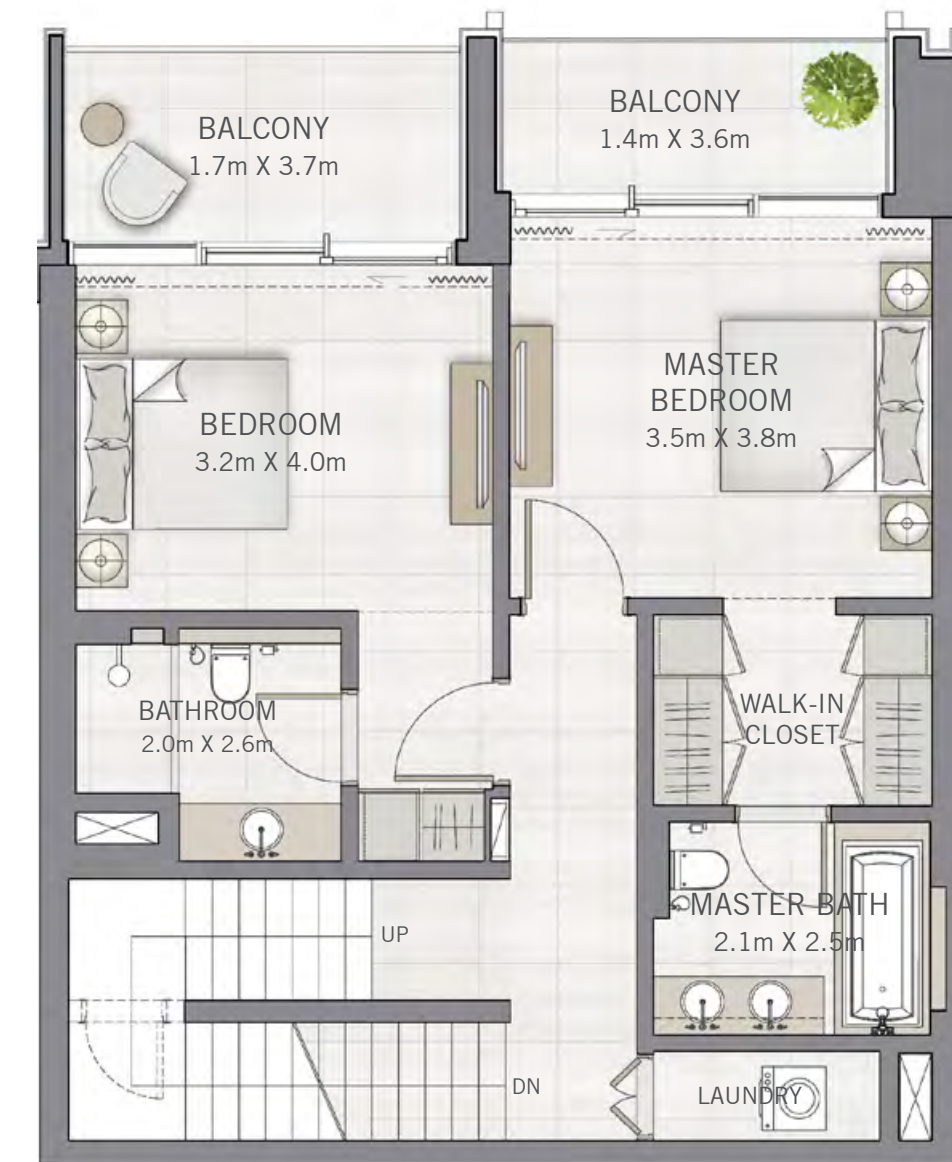 BALCONY
1.7m X 3.7m
BALCONY
1.4m X 3.6m
BEDROOM
3.2m X 4.0m
MASTER
BEDROOM
3.5m X 3.8m
BATHROOM
2.0m X 2.6m
WALK-IN
CLOSET
MASTER BATH
2.1m X 2.5m
UP
DN
LAUNDRY